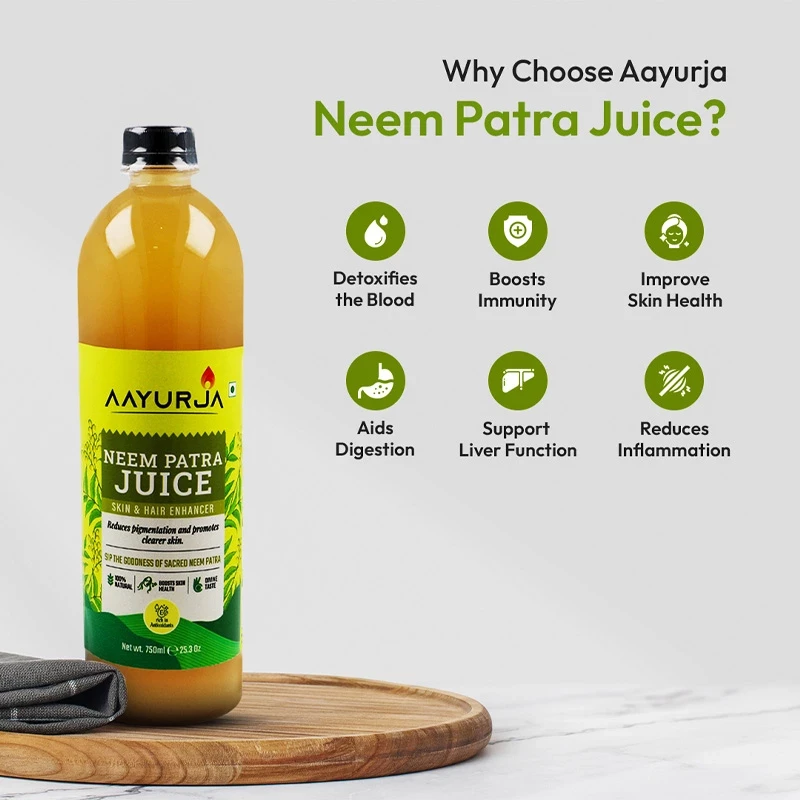 Why Choose Aayurja
Neem Patra Juice?
Detoxifies
the Blood
Boosts
Immunity
Improve
Skin Health
Aids
Digestion
Support
Liver Function
Reduces
Inflammation
AAYURJA
NEEM PATRA
JUICE
SKIN & HAIR ENHANCER
Reduces pigmentation and promotes
clearer skin.
SIP THE GOODNESS OF SACRED NEEM PATRA
100%
NATURAL
BOOSTS SKIN
HEALTH
DIVINE
TASTE
rich in
Antioxidants
Net wt. 750ml ℮ 25.3 Oz